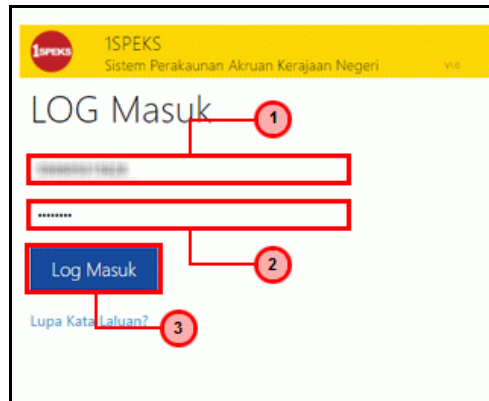 1SPEKS
1SPEKS
Sistem Perakaunan Akruan Kerajaan Negeri
V1.0
LOG Masuk
1
••••••••
2
Log Masuk
Lupa Kata Laluan?
3